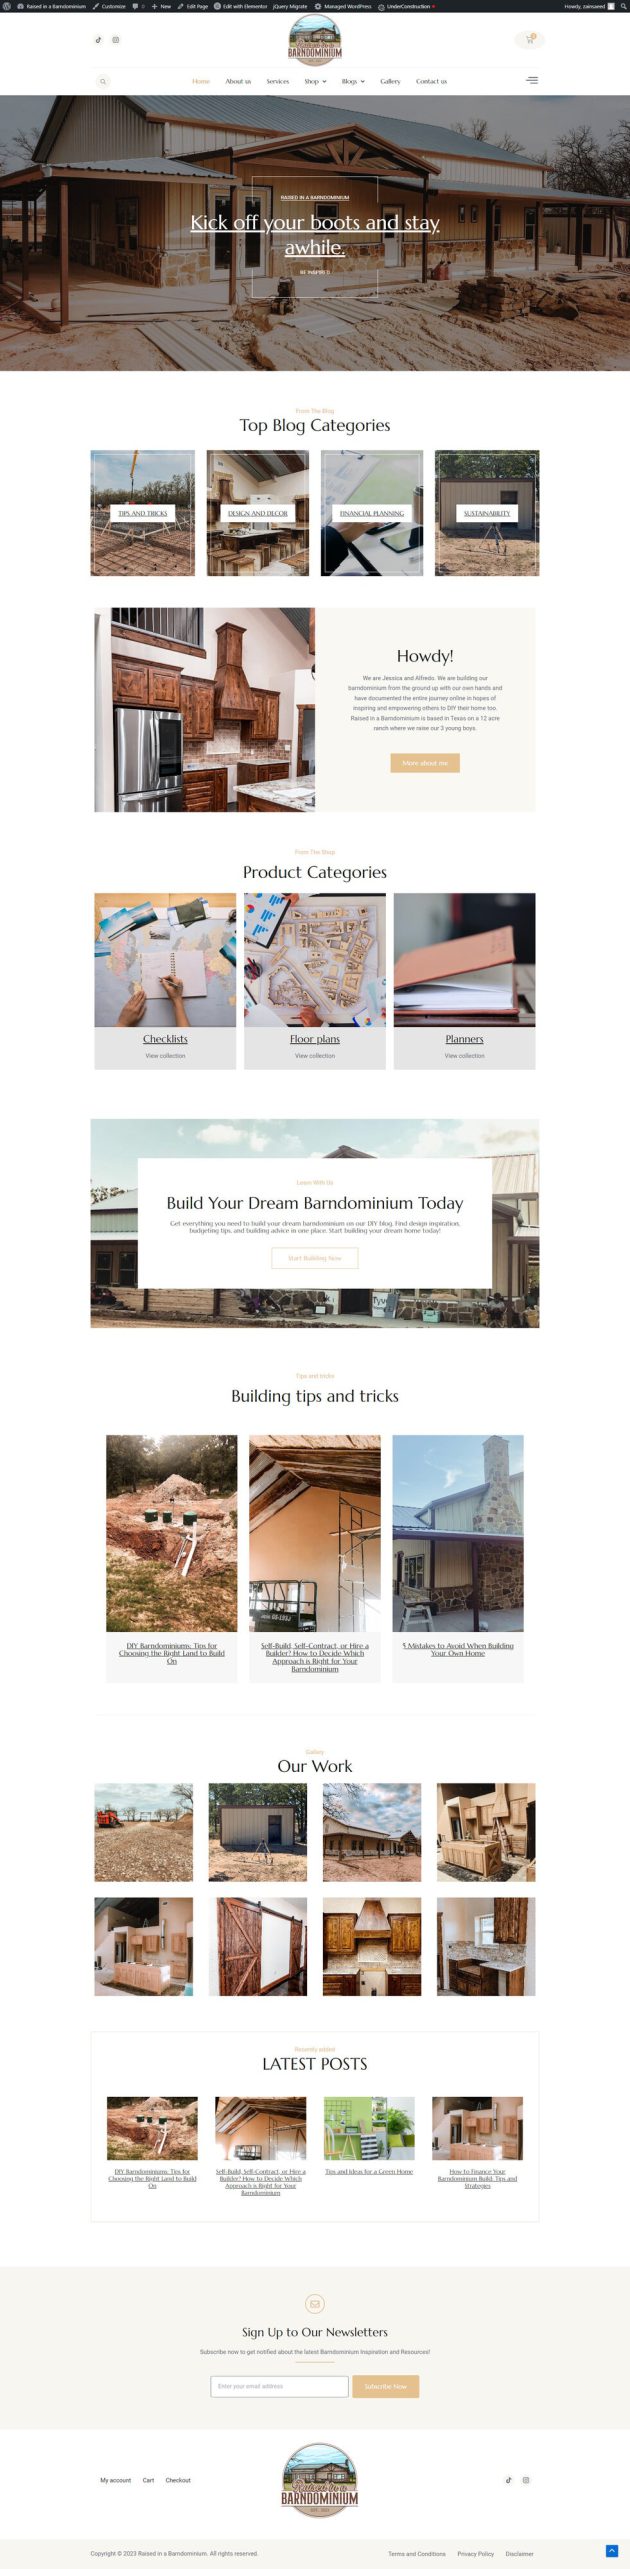 Raised in a Barndominium Customize 0 New Edit Page Edit with Elementor jQuery Migrate Managed WordPress UnderConstruction Howdy, zainsaeed
Raised in a
BARNDOMINIUM
0
Home About us Services Shop Blogs Gallery Contact us
RAISED IN A BARNDOMINIUM
Kick off your boots and stay
awhile.
BE INSPIRED
From The Blog
Top Blog Categories
TIPS AND TRICKS DESIGN AND DECOR FINANCIAL PLANNING SUSTAINABILITY
Howdy!
We are Jessica and Alfredo. We are building our
barndominium from the ground up with our own hands and
have documented the entire journey online in hopes of
inspiring and empowering others to DIY their home too.
Raised in a Barndominium is based in Texas on a 12 acre
ranch where we raise our 3 young boys.
More about me
From The Shop
Product Categories
Checklists Floor plans Planners
View collection View collection View collection
Learn With Us
Build Your Dream Barndominium Today
Get everything you need to build your dream barndominium on our DIY blog. Find design inspiration,
budgeting tips, and building advice in one place. Start building your dream home today!
Start Building Now
Tips and tricks
Building tips and tricks
DIY Barndominiums: Tips for
Choosing the Right Land to Build
On
Self-Build, Self-Contract, or Hire a
Builder? How to Decide Which
Approach is Right for Your
Barndominium
5 Mistakes to Avoid When Building
Your Own Home
Gallery
Our Work
Recently added
LATEST POSTS
DIY Barndominiums: Tips for
Choosing the Right Land to Build
On
Self-Build, Self-Contract, or Hire a
Builder? How to Decide Which
Approach is Right for Your
Barndominium
Tips and Ideas for a Green Home
How to Finance Your
Barndominium Build: Tips and
Strategies
Sign Up to Our Newsletters
Subscribe now to get notified about the latest Barndominium Inspiration and Resources!
Enter your email address Subscribe Now
My account Cart Checkout
Raised in a
BARNDOMINIUM
Copyright © 2023 Raised in a Barndominium. All rights reserved. Terms and Conditions Privacy Policy Disclaimer